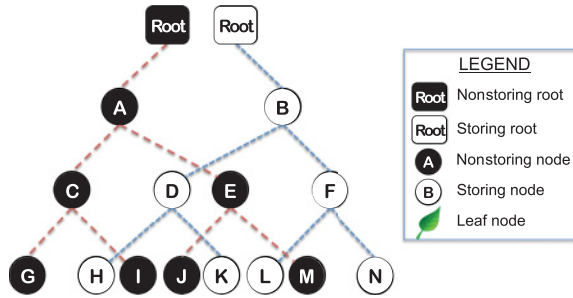 Root Root
A B
C D E F
G H I J K L M N
LEGEND
Root Nonstoring root
Root Storing root
A Nonstoring node
B Storing node
Leaf node